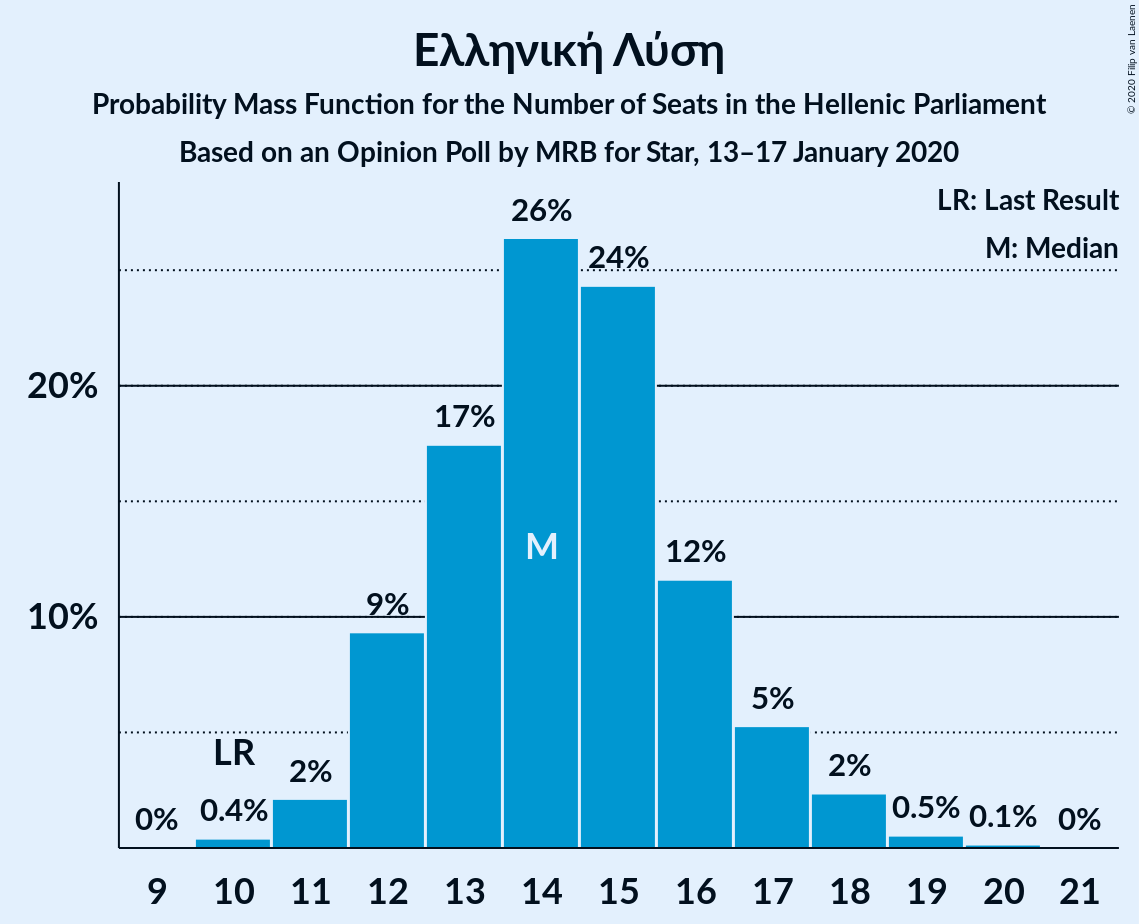 Ελληνική Λύση
Probability Mass Function for the Number of Seats in the Hellenic Parliament
Based on an Opinion Poll by MRB for Star, 13–17 January 2020
© 2020 Filip van Laenen
LR: Last Result
M: Median
26%
24%
20%
17%
M
12%
10%
9%
5%
LR
2%
2%
0%
0.4%
0.5%
0.1%
0%
9 10 11 12 13 14 15 16 17 18 19 20 21